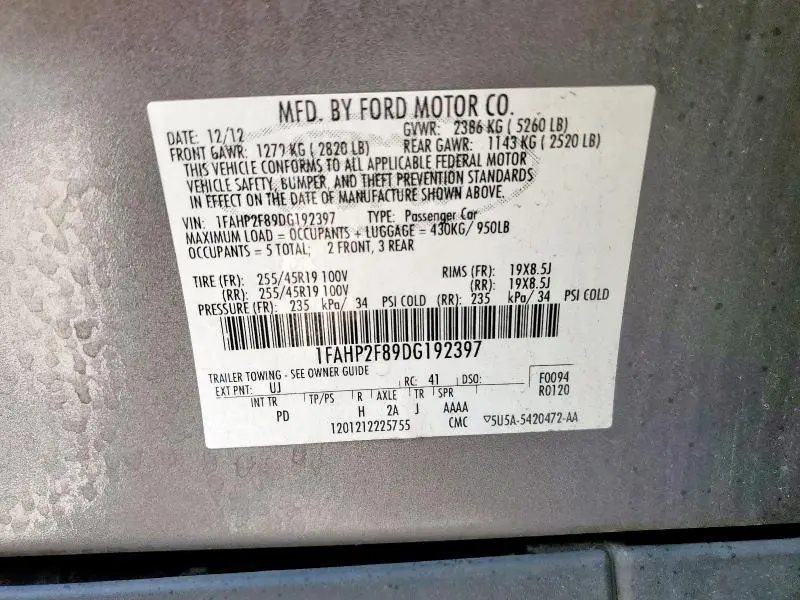 MFD. BY FORD MOTOR CO.
DATE: 12/12 GVWR: 2386 KG ( 5260 LB)
FRONT GAWR: 1279 KG ( 2820 LB) REAR GAWR: 1143 KG ( 2520 LB)
THIS VEHICLE CONFORMS TO ALL APPLICABLE FEDERAL MOTOR
VEHICLE SAFETY, BUMPER, AND THEFT PREVENTION STANDARDS
IN EFFECT ON THE DATE OF MANUFACTURE SHOWN ABOVE.
VIN: 1FAHP2F89DG192397 TYPE: Passenger Car
MAXIMUM LOAD = OCCUPANTS + LUGGAGE = 430KG/ 950LB
OCCUPANTS = 5 TOTAL; 2 FRONT, 3 REAR
TIRE (FR): 255/45R19 100V RIMS (FR): 19X8.5J
(RR): 255/45R19 100V (RR): 19X8.5J
PRESSURE (FR): 235 kPa/ 34 PSI COLD (RR): 235 kPa/ 34 PSI COLD
1FAHP2F89DG192397
TRAILER TOWING - SEE OWNER GUIDE
EXT PNT: UJ RC: 41 DSO: F0094
INT TR TP/PS R AXLE TR SPR R0120
PD H 2A J AAAA
1201212225755 CMC 5U5A-5420472-AA